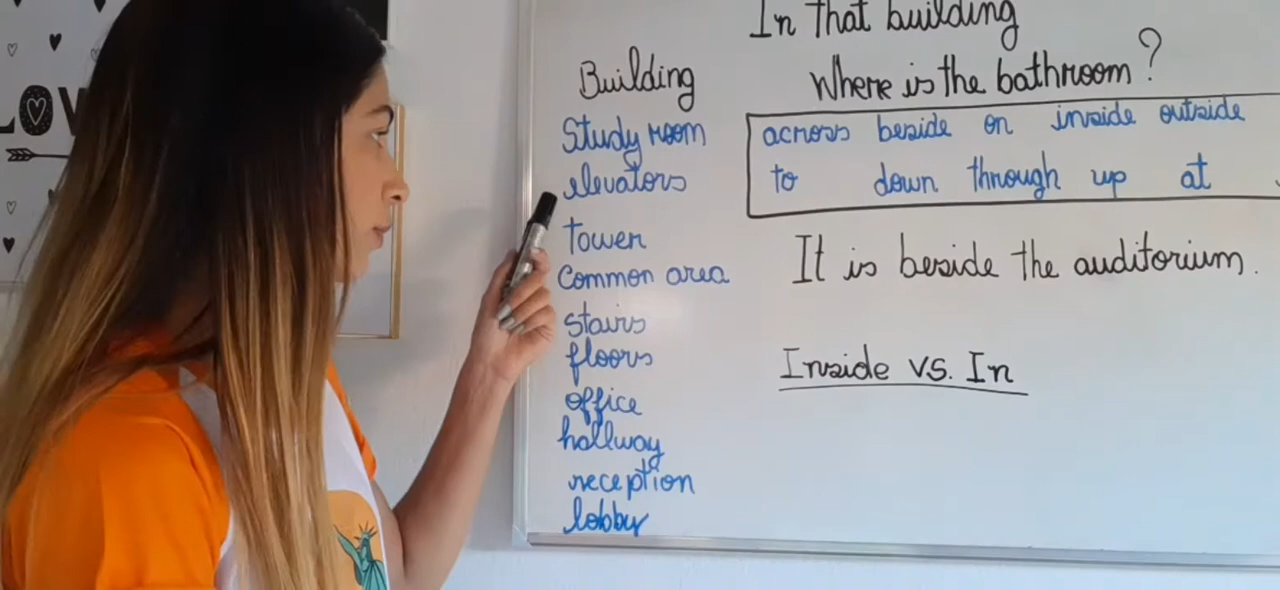 LOV
Building
Study room
elevators
tower
Common area
stairs
floors
office
hallway
reception
lobby
In that building
Where is the bathroom?
across beside on inside outside
to down through up at
It is beside the auditorium.
Inside vs. In